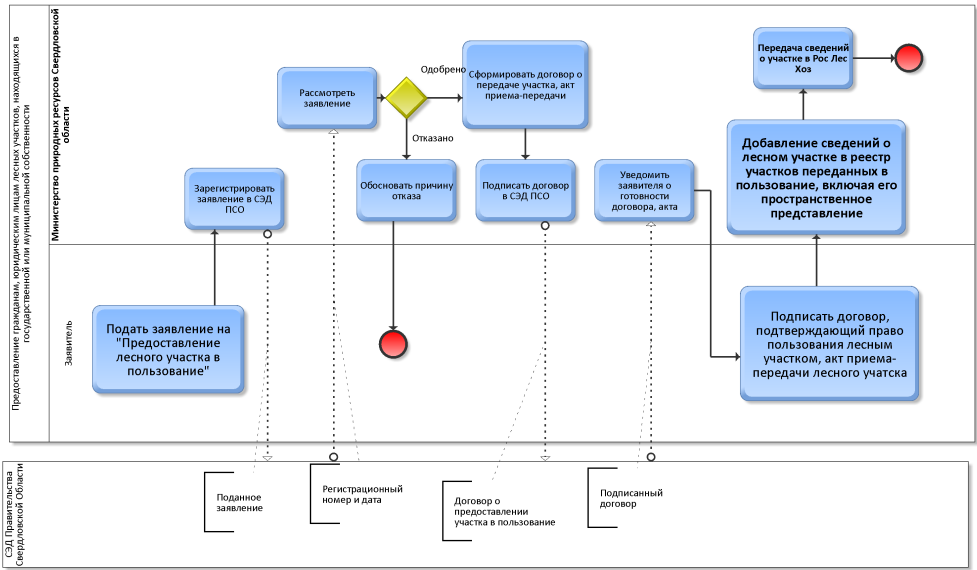 Предоставление гражданам, юридическим лицам лесных участков, находящихся в
государственной или муниципальной собственности
Министерство природных ресурсов Свердловской
области
Заявитель
Подать заявление на
"Предоставление
лесного участка в
пользование"
Зарегистрировать
заявление в СЭД
ПСО
Рассмотреть
заявление
Одобрено
Отказано
Обосновать причину
отказа
Сформировать договор о
передаче участка, акт
приема-передачи
Подписать договор
в СЭД ПСО
Уведомить
заявителя о
готовности
договора, акта
Подписать договор,
подтверждающий право
пользования лесным
участком, акт приема-
передачи лесного учатска
Добавление сведений о
лесном участке в реестр
участков переданных в
пользование, включая его
пространственное
представление
Передача сведений
о участке в Рос Лес
Хоз
СЭД Правительства
Свердловской Области
Поданное
заявление
Регистрационный
номер и дата
Договор о
предоставлении
участка в пользование
Подписанный
договор